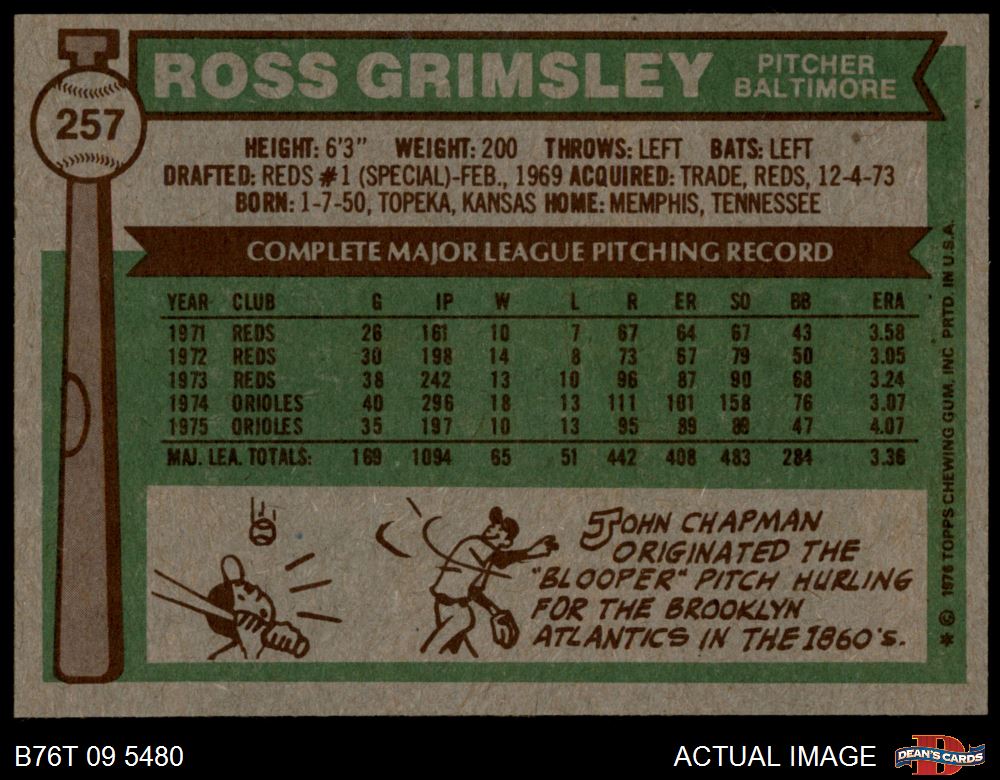 257
ROSS GRIMSLEY
PITCHER
BALTIMORE
HEIGHT: 6'3" WEIGHT: 200 THROWS: LEFT BATS: LEFT
DRAFTED: REDS #1 (SPECIAL)-FEB., 1969 ACQUIRED: TRADE, REDS, 12-4-73
BORN: 1-7-50, TOPEKA, KANSAS HOME: MEMPHIS, TENNESSEE
COMPLETE MAJOR LEAGUE PITCHING RECORD
YEAR CLUB G IP W L R ER SO BB ERA
1971 REDS 26 161 10 7 67 64 67 43 3.58
1972 REDS 30 198 14 8 73 67 79 50 3.05
1973 REDS 38 242 13 10 96 87 90 68 3.24
1974 ORIOLES 40 296 18 13 111 101 158 76 3.07
1975 ORIOLES 35 197 10 13 95 89 89 47 4.07
MAJ. LEA. TOTALS: 169 1094 65 51 442 408 483 284 3.36
JOHN CHAPMAN
ORIGINATED THE
"BLOOPER" PITCH HURLING
FOR THE BROOKLYN
ATLANTICS IN THE 1860'S.
* © 1976 TOPPS CHEWING GUM, INC PRTD. IN U.S.A.
B76T 09 5480
ACTUAL IMAGE
D
DEAN'S CARDS